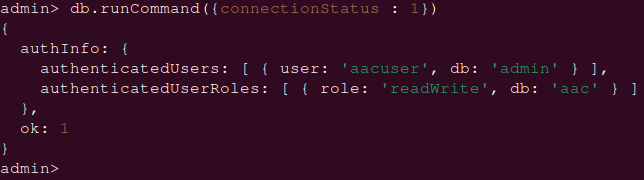 admin> db.runCommand({connectionStatus : 1})
{
  authInfo: {
    authenticatedUsers: [ { user: 'aacuser', db: 'admin' } ],
    authenticatedUserRoles: [ { role: 'readWrite', db: 'aac' } ]
  },
  ok: 1
}
admin>